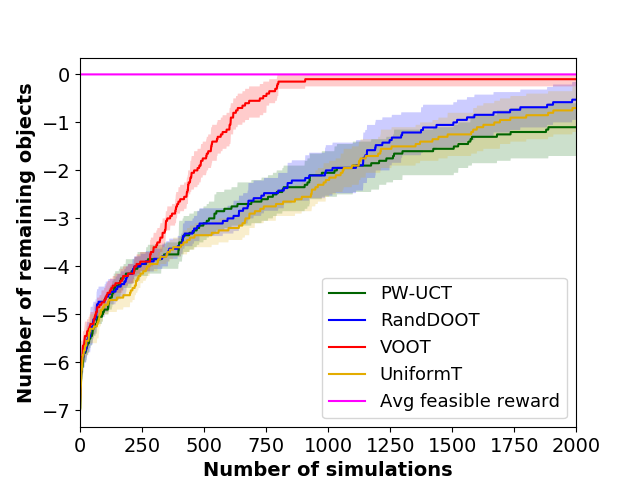 Number of remaining objects
0
−1
−2
−3
−4
−5
−6
−7
PW-UCT
RandDOOT
VOOT
UniformT
Avg feasible reward
0 250 500 750 1000 1250 1500 1750 2000
Number of simulations